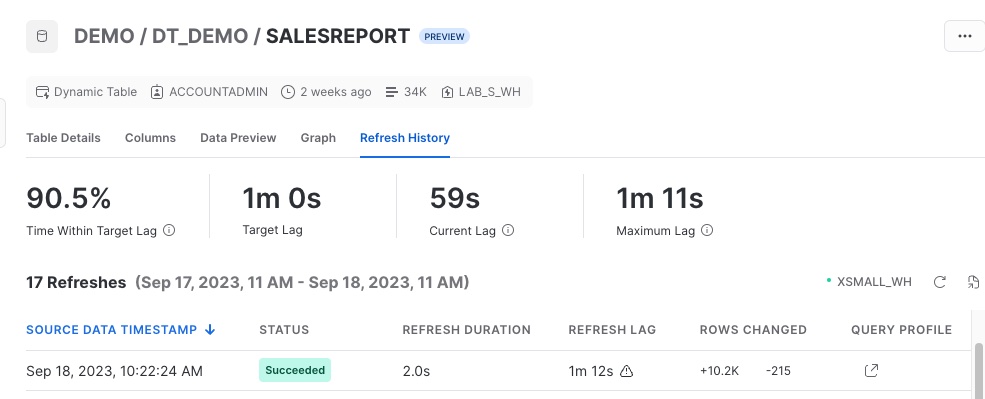 DEMO / DT_DEMO / SALESREPORT PREVIEW
Dynamic Table ACCOUNTADMIN 2 weeks ago 34K LAB_S_WH
Table Details Columns Data Preview Graph Refresh History
90.5% 1m 0s 59s 1m 11s
Time Within Target Lag Target Lag Current Lag Maximum Lag
17 Refreshes (Sep 17, 2023, 11 AM - Sep 18, 2023, 11 AM) XSMALL_WH
SOURCE DATA TIMESTAMP STATUS REFRESH DURATION REFRESH LAG ROWS CHANGED QUERY PROFILE
Sep 18, 2023, 10:22:24 AM Succeeded 2.0s 1m 12s +10.2K -215